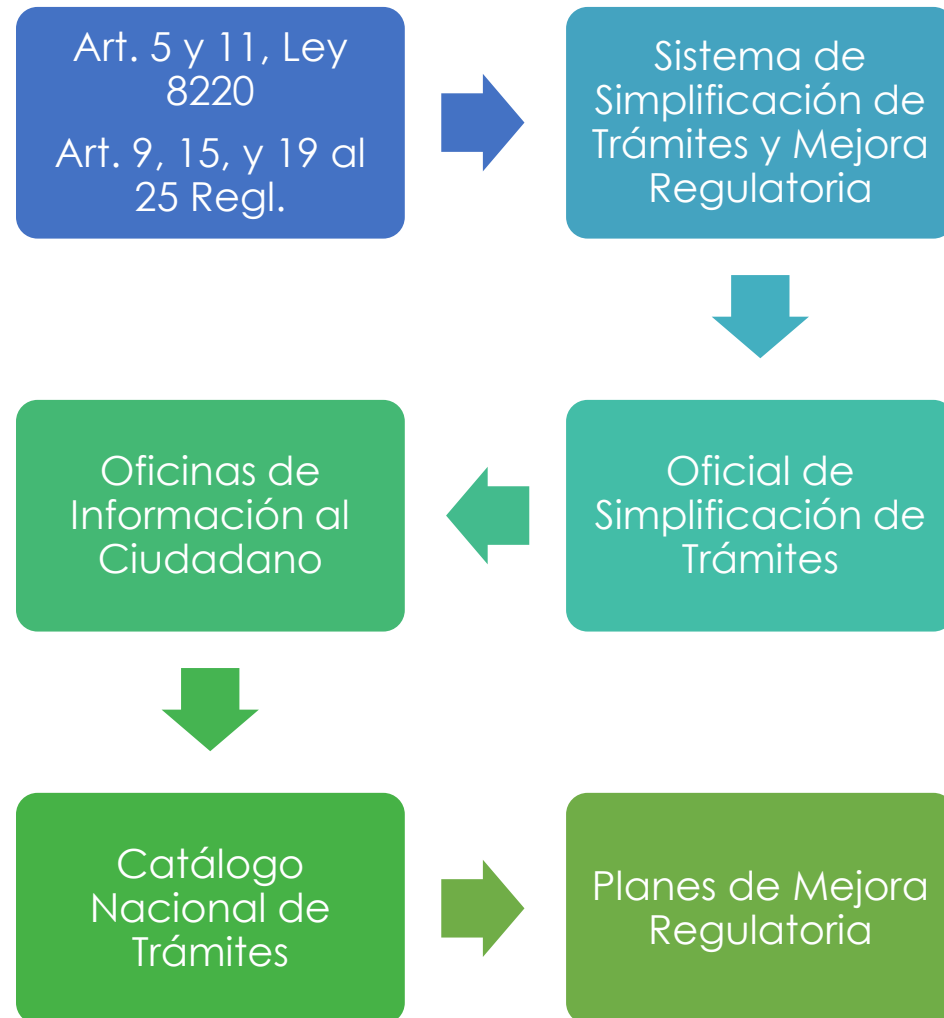 Art. 5 y 11, Ley
8220
Art. 9, 15, y 19 al
25 Regl.
Sistema de
Simplificación de
Trámites y Mejora
Regulatoria
Oficial de
Simplificación de
Trámites
Oficinas de
Información al
Ciudadano
Catálogo
Nacional de
Trámites
Planes de Mejora
Regulatoria